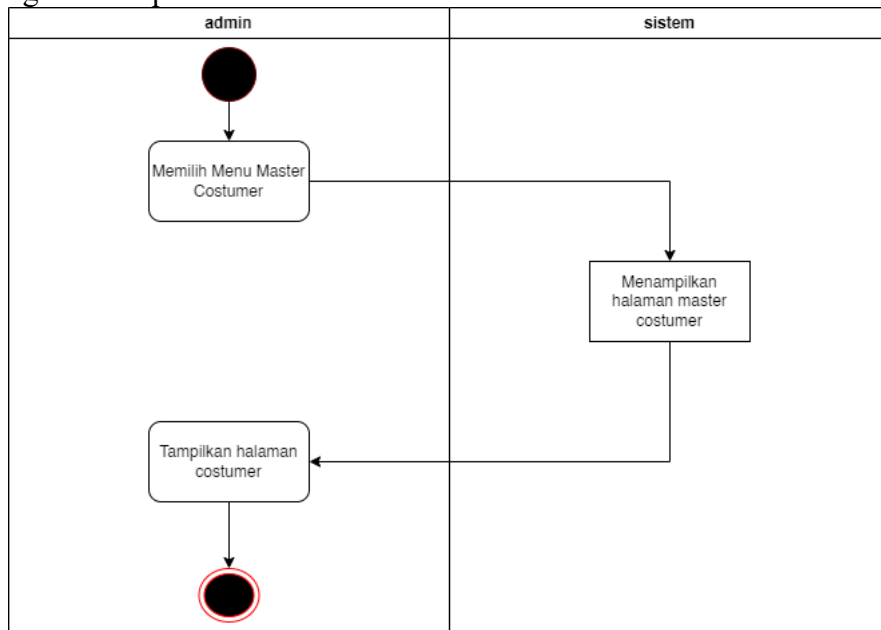 admin
sistem
Memilih Menu Master
Costumer
Menampilkan
halaman master
costumer
Tampilkan halaman
costumer